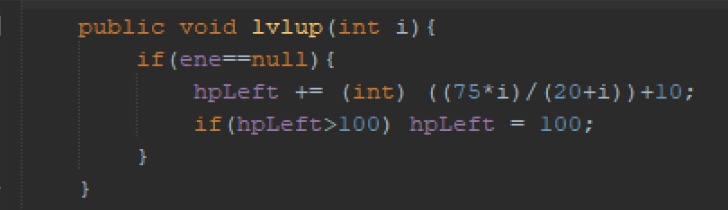 public void lvlup(int i){
if(ene==null){
hpLeft += (int) ((75*i)/(20+i))+10;
if(hpLeft>100) hpLeft = 100;
}
}